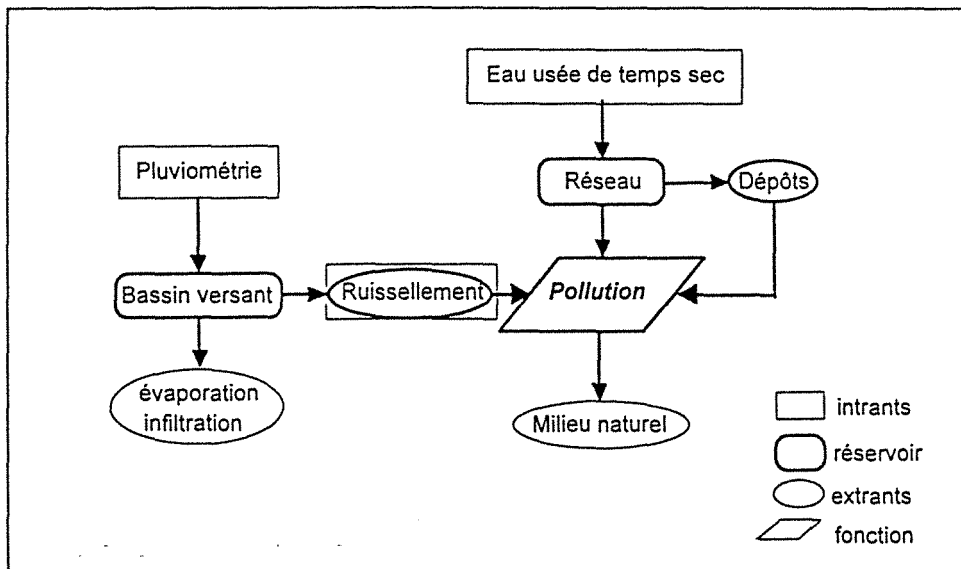 Eau usée de temps sec
Pluviométrie
Réseau
Dépôts
Bassin versant
Ruissellement
Pollution
évaporation
infiltration
Milieu naturel
intrants
réservoir
extrants
fonction